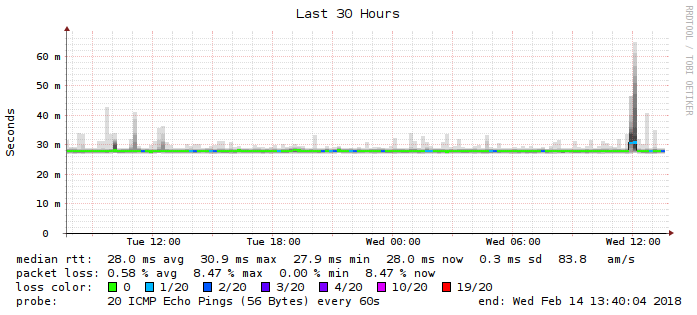 Last 30 Hours
RRDTOOL / TOBI OETIKER
Seconds
60 m
50 m
40 m
30 m
20 m
10 m
0
Tue 12:00 Tue 18:00 Wed 00:00 Wed 06:00 Wed 12:00
median rtt: 28.0 ms avg 30.9 ms max 27.9 ms min 28.0 ms now 0.3 ms sd 83.8 am/s
packet loss: 0.58 % avg 8.47 % max 0.00 % min 8.47 % now
loss color: 0 1/20 2/20 3/20 4/20 10/20 19/20
probe: 20 ICMP Echo Pings (56 Bytes) every 60s end: Wed Feb 14 13:40:04 2018